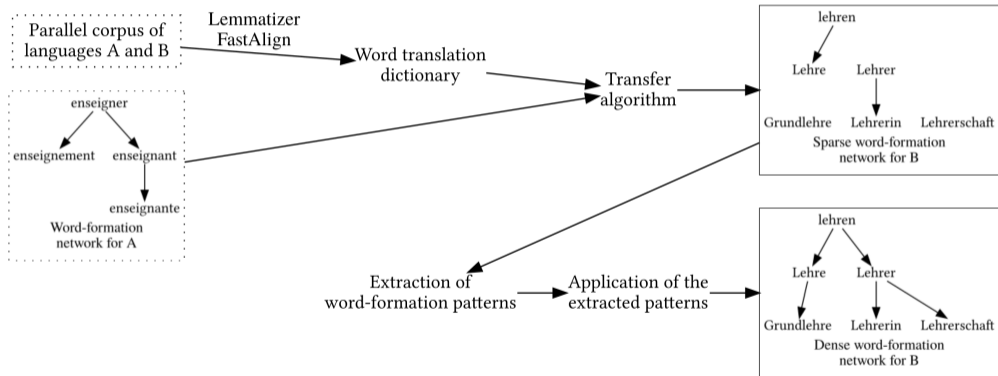 Parallel corpus of
languages A and B
Lemmatizer
FastAlign
Word translation
dictionary
Transfer
algorithm
enseigner
enseignement enseignant
enseignante
Word-formation
network for A
lehren
Lehre Lehrer
Grundlehre Lehrerin Lehrerschaft
Sparse word-formation
network for B
Extraction of
word-formation patterns
Application of the
extracted patterns
lehren
Lehre Lehrer
Grundlehre Lehrerin Lehrerschaft
Dense word-formation
network for B